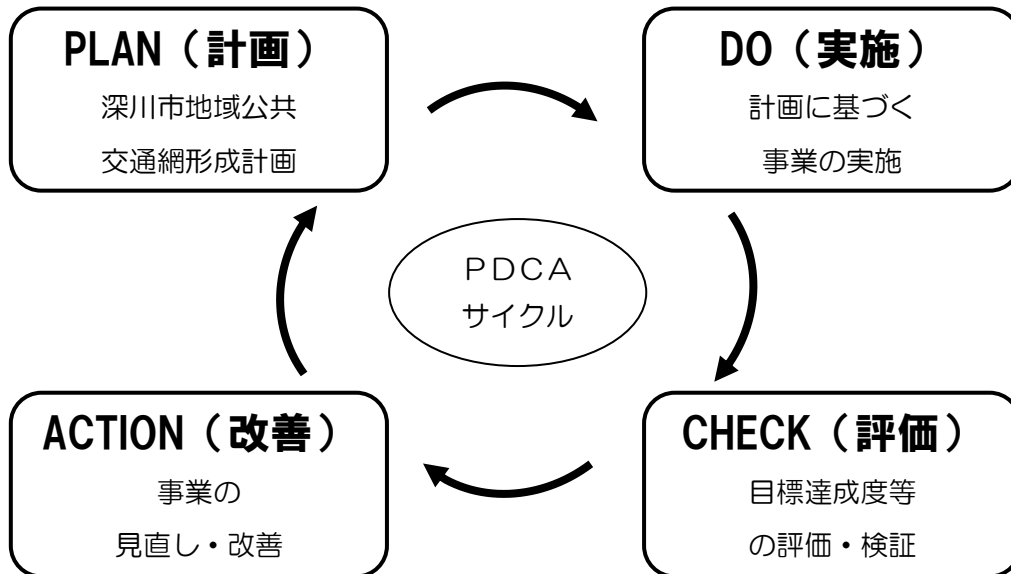 PLAN（計画）
深川市地域公共
交通網形成計画
DO（実施）
計画に基づく
事業の実施
PDCA
サイクル
ACTION（改善）
事業の
見直し・改善
CHECK（評価）
目標達成度等
の評価・検証